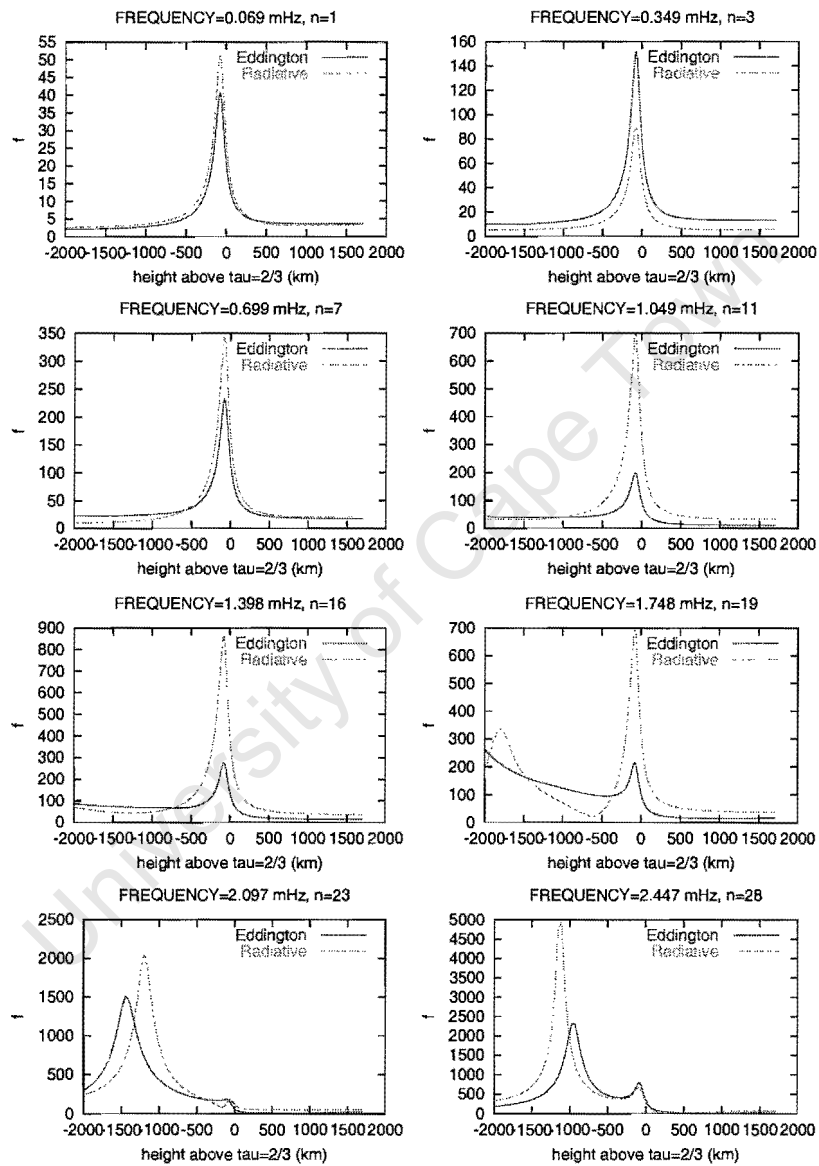 FREQUENCY=0.069 mHz, n=1
55
50
45
40
35
30
25
20
15
10
5
0
f
Eddington
Radiative
-2000-1500-1000 -500 0 500 1000 1500 2000
height above tau=2/3 (km)
FREQUENCY=0.349 mHz, n=3
160
140
120
100
80
60
40
20
0
f
Eddington
Radiative
-2000-1500-1000 -500 0 500 1000 1500 2000
height above tau=2/3 (km)
FREQUENCY=0.699 mHz, n=7
350
300
250
200
150
100
50
0
f
Eddington
Radiative
-2000-1500-1000 -500 0 500 1000 1500 2000
height above tau=2/3 (km)
FREQUENCY=1.049 mHz, n=11
700
600
500
400
300
200
100
0
f
Eddington
Radiative
-2000-1500-1000 -500 0 500 1000 1500 2000
height above tau=2/3 (km)
FREQUENCY=1.398 mHz, n=16
900
800
700
600
500
400
300
200
100
0
f
Eddington
Radiative
-2000-1500-1000 -500 0 500 1000 1500 2000
height above tau=2/3 (km)
FREQUENCY=1.748 mHz, n=19
700
600
500
400
300
200
100
0
f
Eddington
Radiative
-2000-1500-1000 -500 0 500 1000 1500 2000
height above tau=2/3 (km)
FREQUENCY=2.097 mHz, n=23
2500
2000
1500
1000
500
0
f
Eddington
Radiative
-2000-1500-1000 -500 0 500 1000 1500 2000
height above tau=2/3 (km)
FREQUENCY=2.447 mHz, n=28
5000
4500
4000
3500
3000
2500
2000
1500
1000
500
0
f
Eddington
Radiative
-2000-1500-1000 -500 0 500 1000 1500 2000
height above tau=2/3 (km)
University of Cape Town